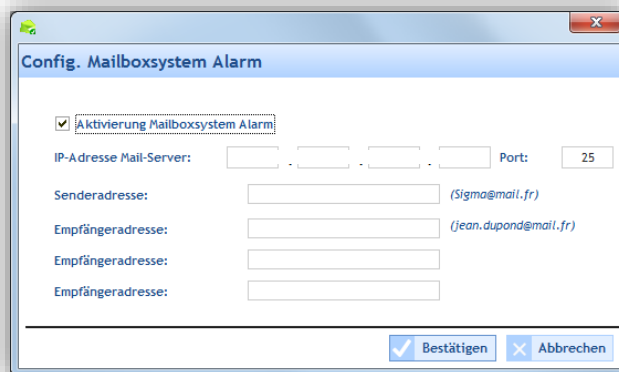 Config. Mailboxsystem Alarm
Aktivierung Mailboxsystem Alarm
IP-Adresse Mail-Server: . . . Port: 25
Senderadresse: (Sigma@mail.fr)
Empfängeradresse: (jean.dupond@mail.fr)
Empfängeradresse:
Empfängeradresse:
Bestätigen Abbrechen